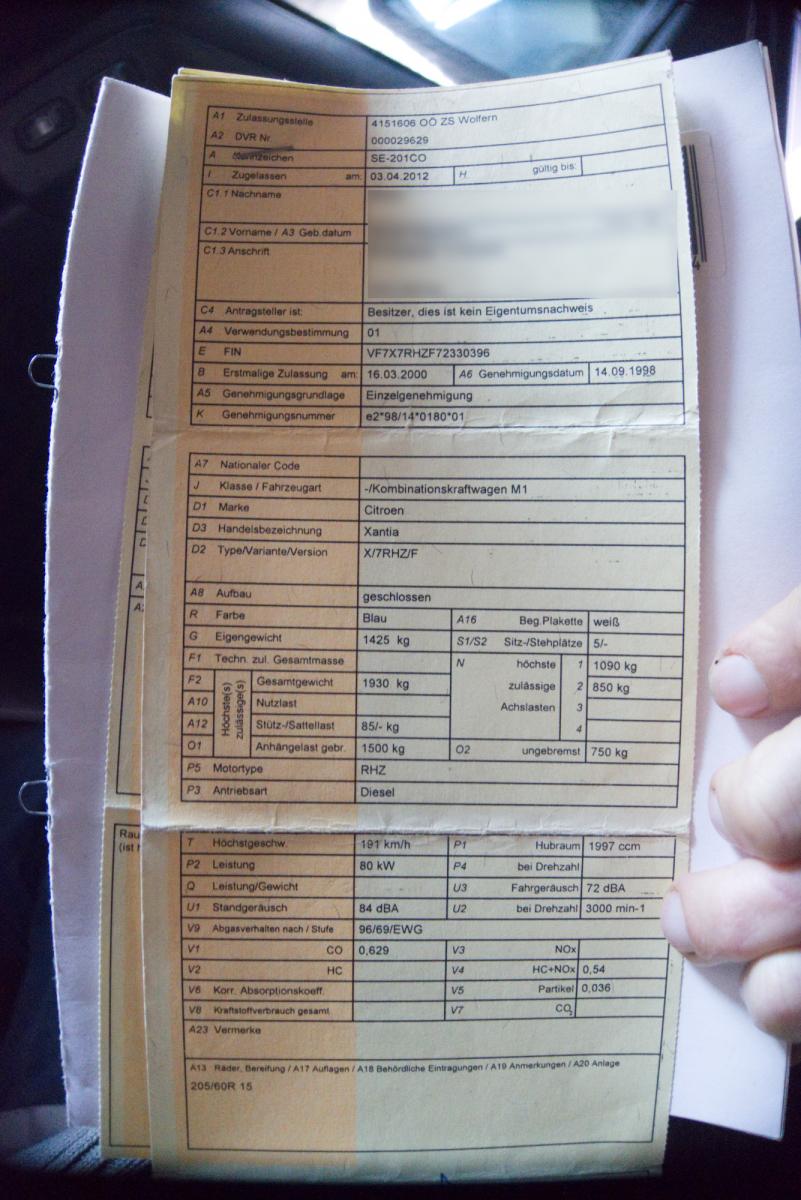 A1 Zulassungsstelle 4151606 OÖ ZS Wolfern
A2 DVR Nr 000029629
A Kennzeichen SE-201CO
I Zugelassen am: 03.04.2012 H gültig bis:
C1.1 Nachname
C1.2 Vorname / A3 Geb.datum
C1.3 Anschrift
C4 Antragsteller ist: Besitzer, dies ist kein Eigentumsnachweis
A4 Verwendungsbestimmung 01
E FIN VF7X7RHZF72330396
B Erstmalige Zulassung am: 16.03.2000 A6 Genehmigungsdatum 14.09.1998
A5 Genehmigungsgrundlage Einzelgenehmigung
K Genehmigungsnummer e2*98/14*0180*01
A7 Nationaler Code
J Klasse / Fahrzeugart -/Kombinationskraftwagen M1
D1 Marke Citroen
D3 Handelsbezeichnung Xantia
D2 Type/Variante/Version X/7RHZ/F
A8 Aufbau geschlossen
R Farbe Blau A16 Beg.Plakette weiß
G Eigengewicht 1425 kg S1/S2 Sitz-/Stehplätze 5/-
F1 Techn. zul. Gesamtmasse N höchste 1 1090 kg
F2 Höchste(s) zulässige(s) Gesamtgewicht 1930 kg zulässige 2 850 kg
A10 Nutzlast Achslasten 3
A12 Stütz-/Sattellast 85/- kg 4
O1 Anhängelast gebr. 1500 kg O2 ungebremst 750 kg
P5 Motortype RHZ
P3 Antriebsart Diesel
T Höchstgeschw. 191 km/h P1 Hubraum 1997 ccm
P2 Leistung 80 kW P4 bei Drehzahl
Q Leistung/Gewicht U3 Fahrgeräusch 72 dBA
U1 Standgeräusch 84 dBA U2 bei Drehzahl 3000 min-1
V9 Abgasverhalten nach / Stufe 96/69/EWG
V1 CO 0,629 V3 NOx
V2 HC V4 HC+NOx 0,54
V6 Korr. Absorptionskoeff. V5 Partikel 0,036
V8 Kraftstoffverbrauch gesamt V7 CO2
A23 Vermerke
A13 Räder, Bereifung / A17 Auflagen / A18 Behördliche Eintragungen / A19 Anmerkungen / A20 Anlage
205/60R 15